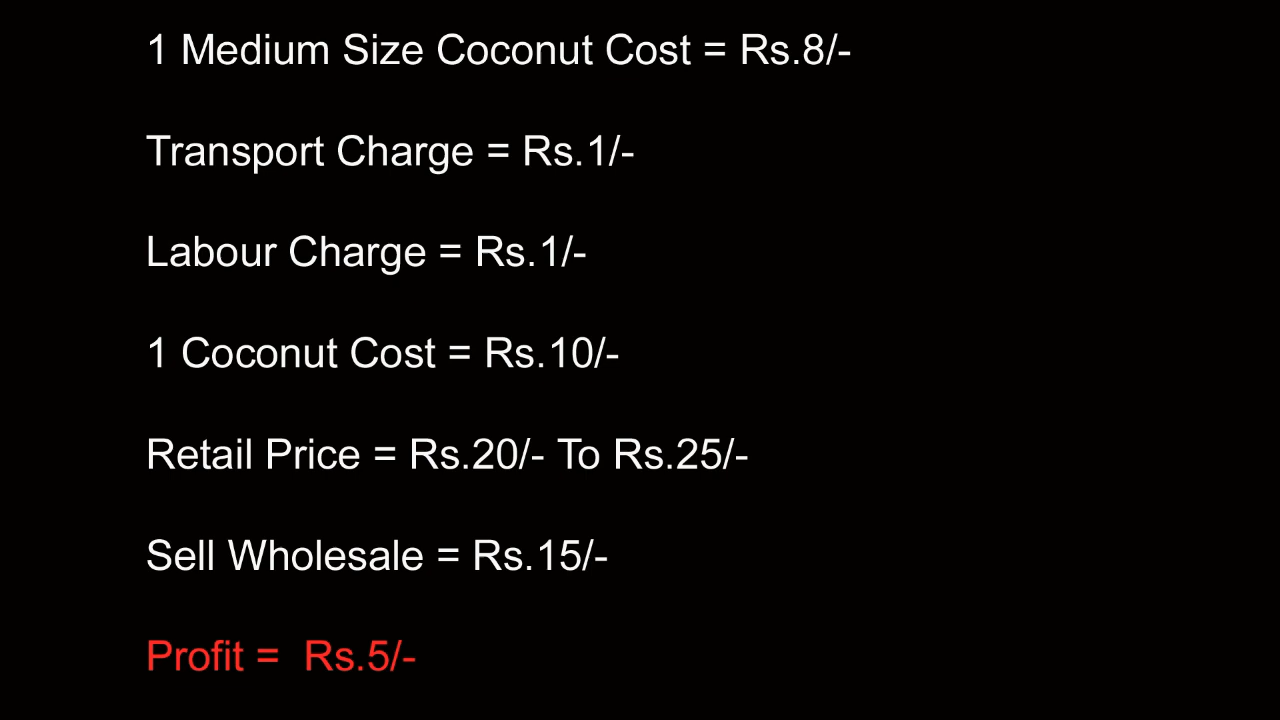 1 Medium Size Coconut Cost = Rs.8/-
Transport Charge = Rs.1/-
Labour Charge = Rs.1/-
1 Coconut Cost = Rs.10/-
Retail Price = Rs.20/- To Rs.25/-
Sell Wholesale = Rs.15/-
Profit =  Rs.5/-